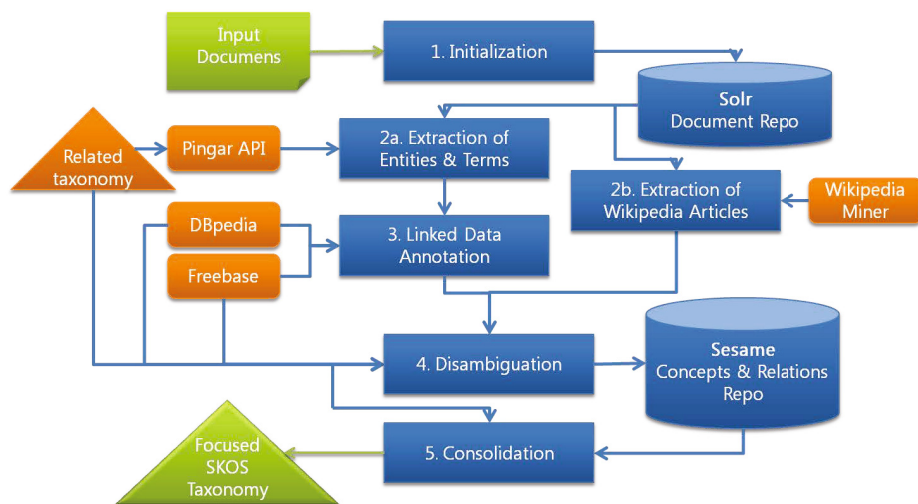 Input
Documens
1. Initialization
Solr
Document Repo
Related
taxonomy
Pingar API
2a. Extraction of
Entities & Terms
2b. Extraction of
Wikipedia Articles
Wikipedia
Miner
DBpedia
Freebase
3. Linked Data
Annotation
4. Disambiguation
Sesame
Concepts & Relations
Repo
5. Consolidation
Focused
SKOS
Taxonomy